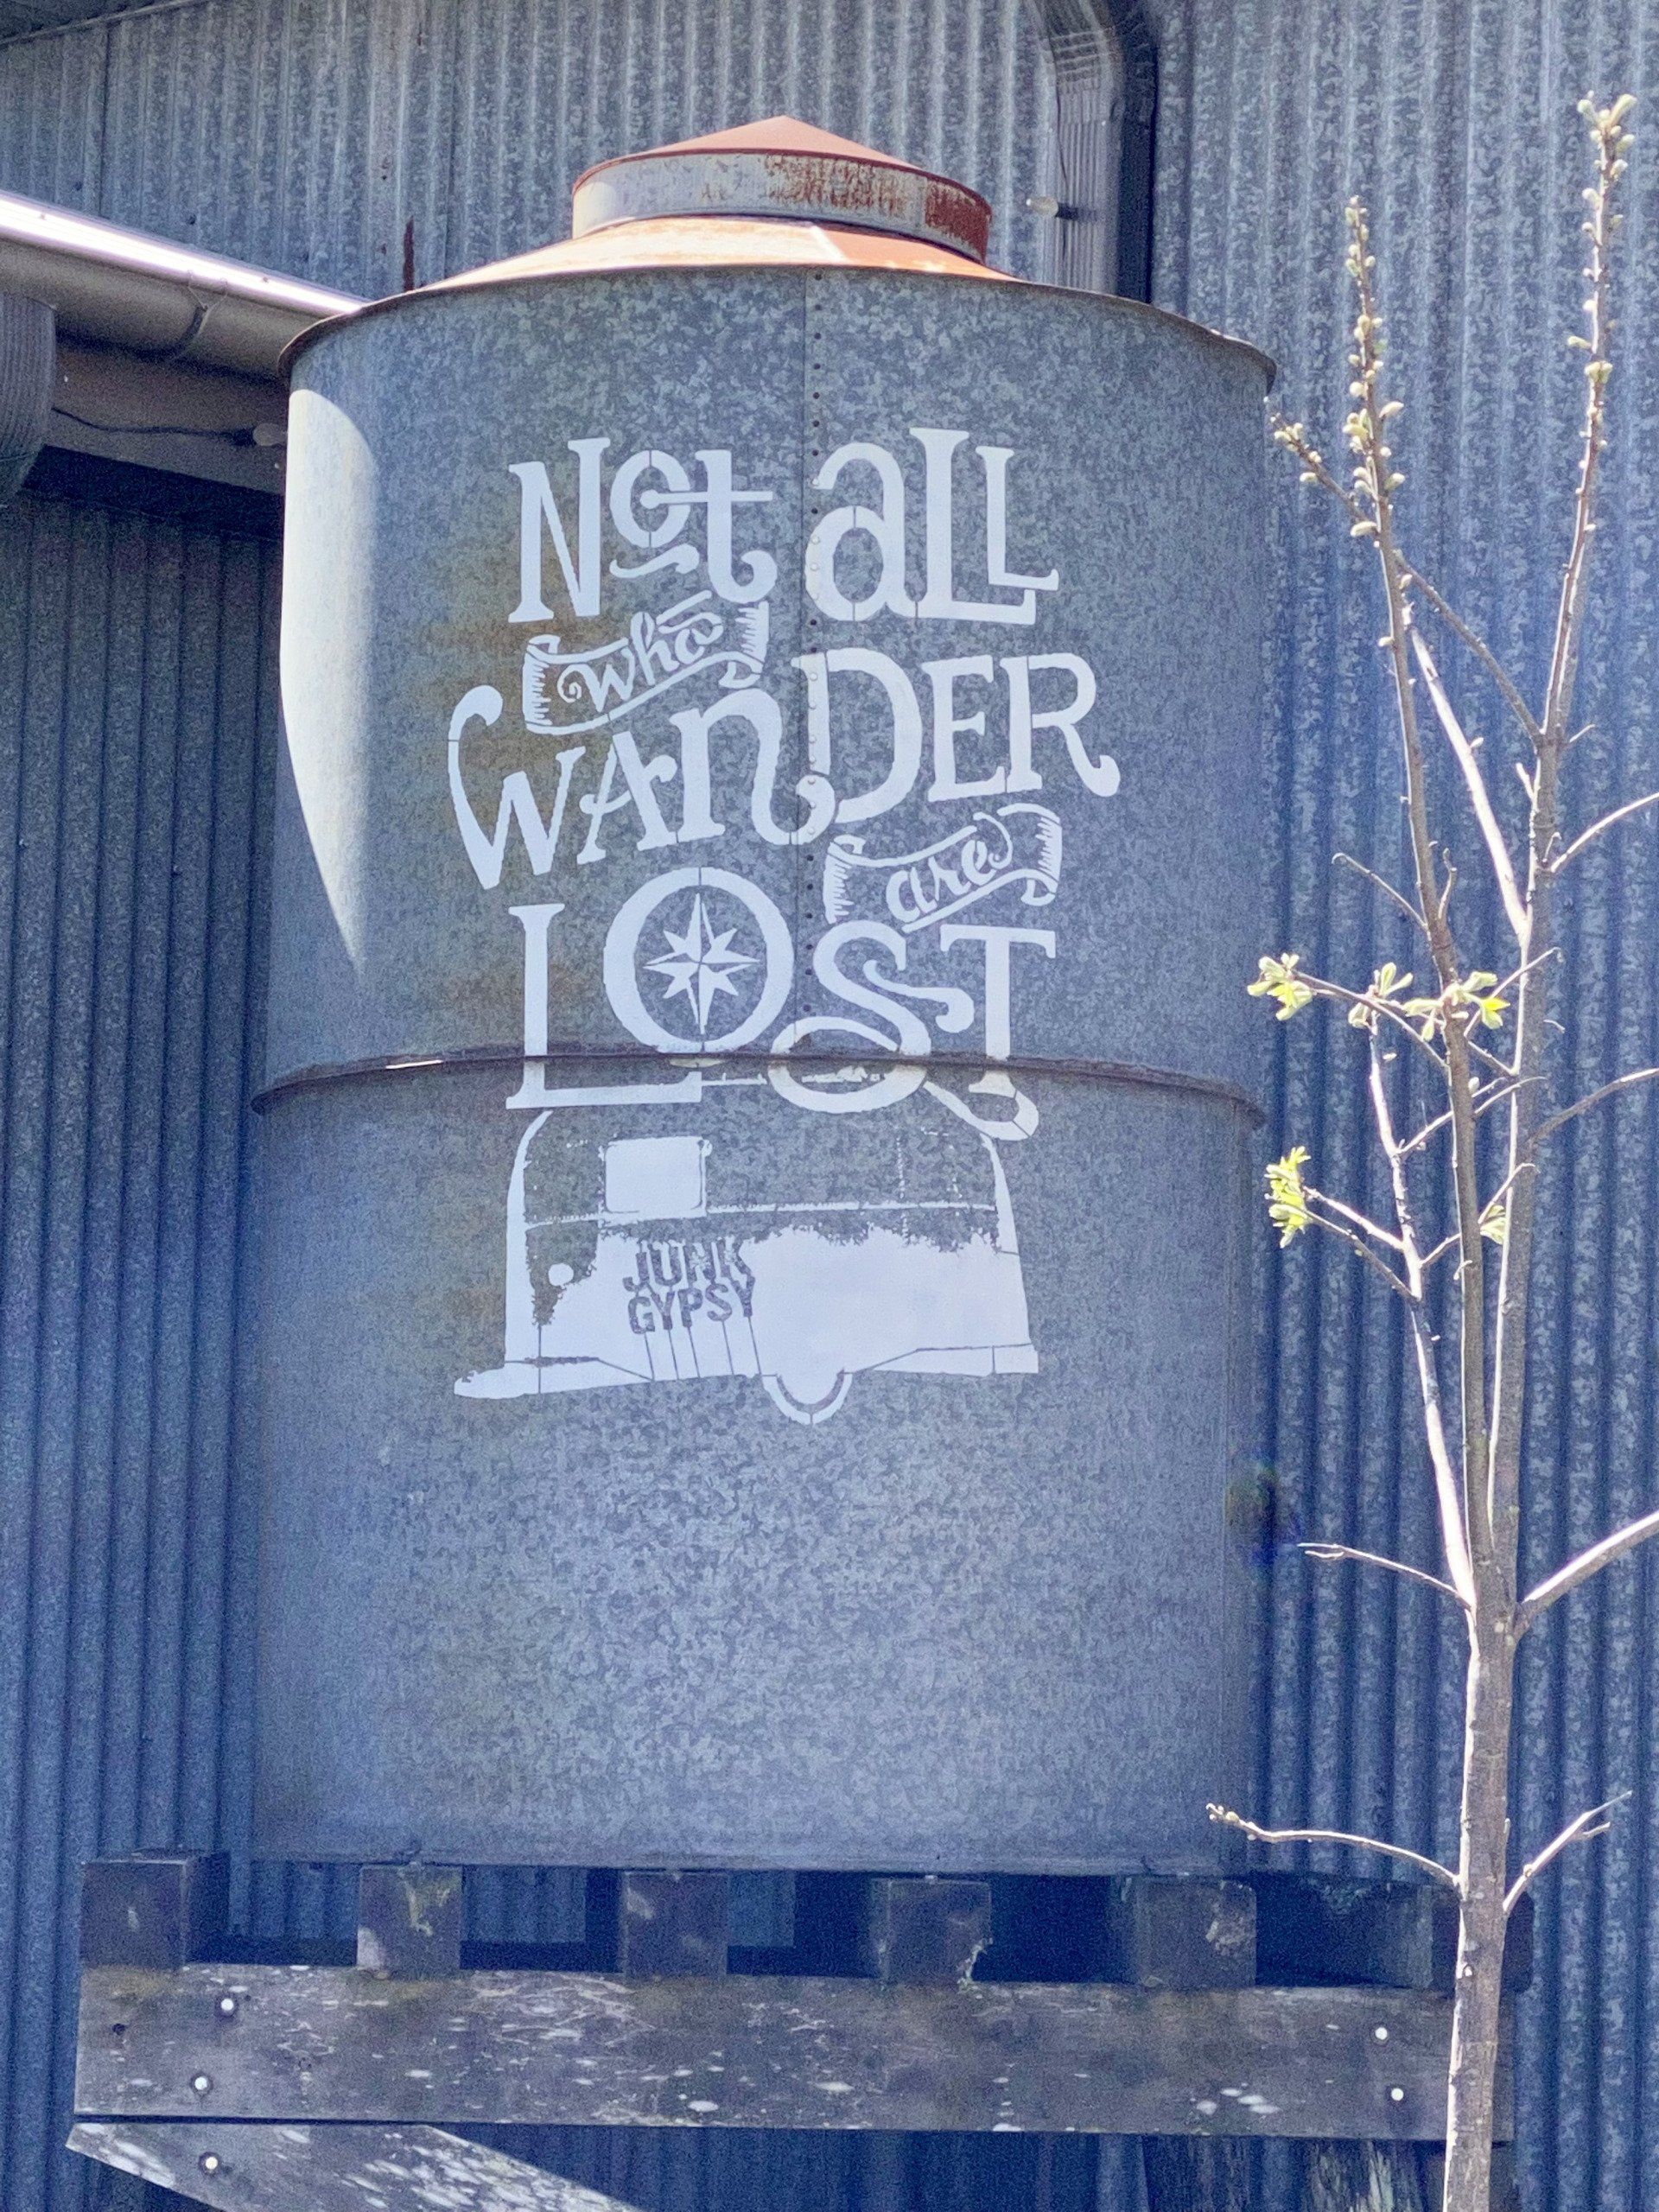 Not aLL
who
WAnDER
are
LOST
JUNK
GYPSY